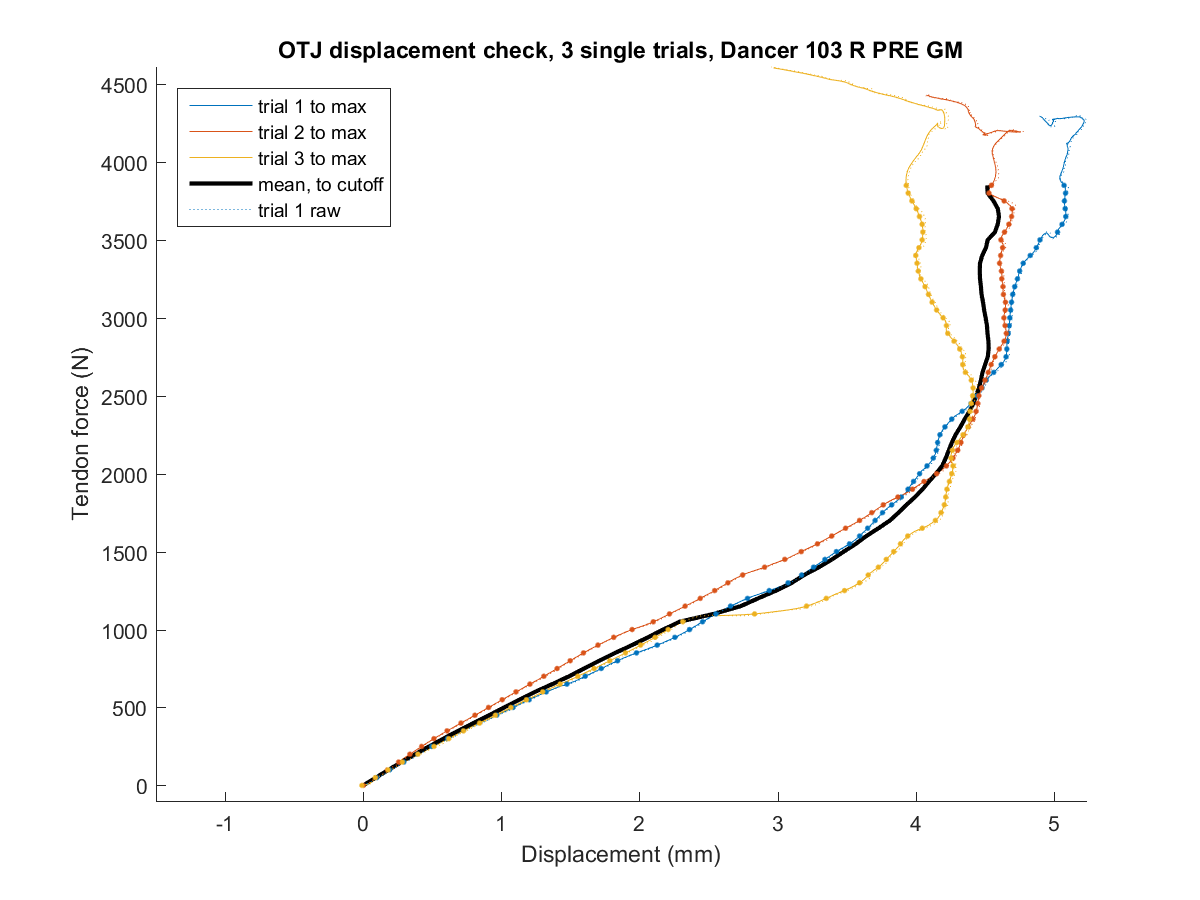 OTJ displacement check, 3 single trials, Dancer 103 R PRE GM
4500
4000
3500
3000
2500
2000
1500
1000
500
0
Tendon force (N)
trial 1 to max
trial 2 to max
trial 3 to max
mean, to cutoff
trial 1 raw
-1
0
1
2
3
4
5
Displacement (mm)